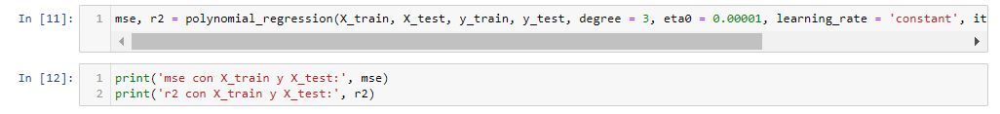 In [11]: 1 mse, r2 = polynomial_regression(X_train, X_test, y_train, y_test, degree = 3, eta0 = 0.00001, learning_rate = 'constant', it
In [12]: 1 print('mse con X_train y X_test:', mse)
2 print('r2 con X_train y X_test:', r2)